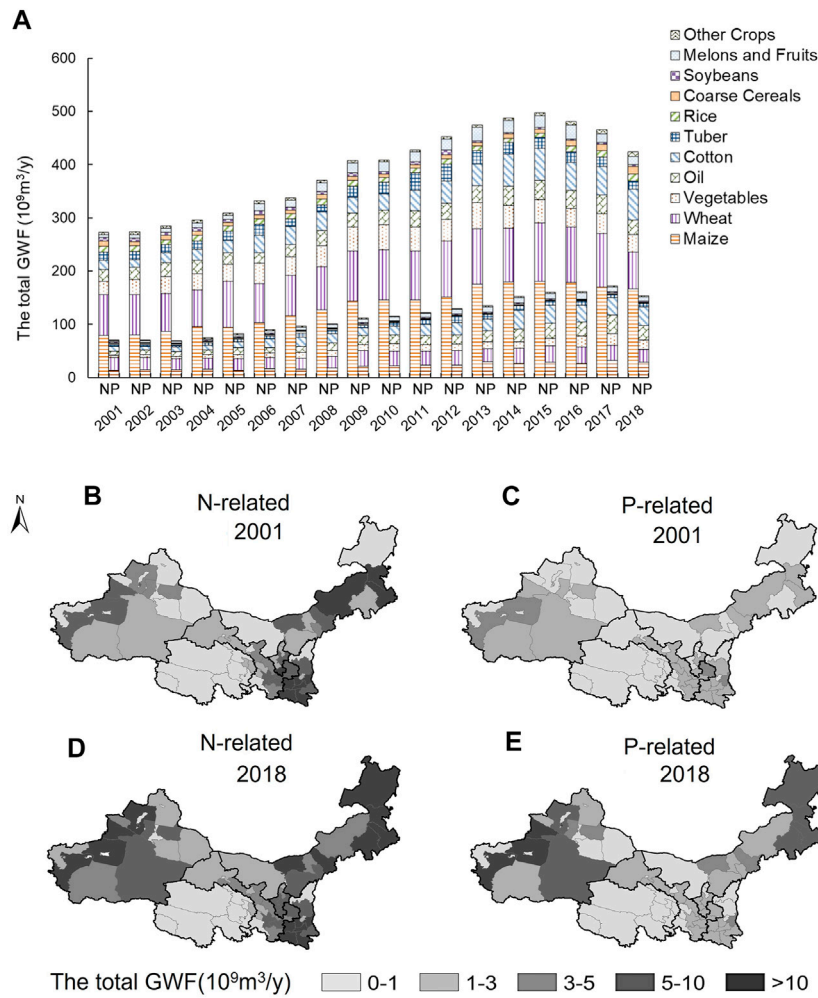 A
The total GWF (10⁹m³/y)
600
500
400
300
200
100
0
NP NP NP NP NP NP NP NP NP NP NP NP NP NP NP NP NP NP
2001 2002 2003 2004 2005 2006 2007 2008 2009 2010 2011 2012 2013 2014 2015 2016 2017 2018
Other Crops
Melons and Fruits
Soybeans
Coarse Cereals
Rice
Tuber
Cotton
Oil
Vegetables
Wheat
Maize
N
B
N-related
2001
C
P-related
2001
D
N-related
2018
E
P-related
2018
The total GWF(10⁹m³/y) 0-1 1-3 3-5 5-10 >10